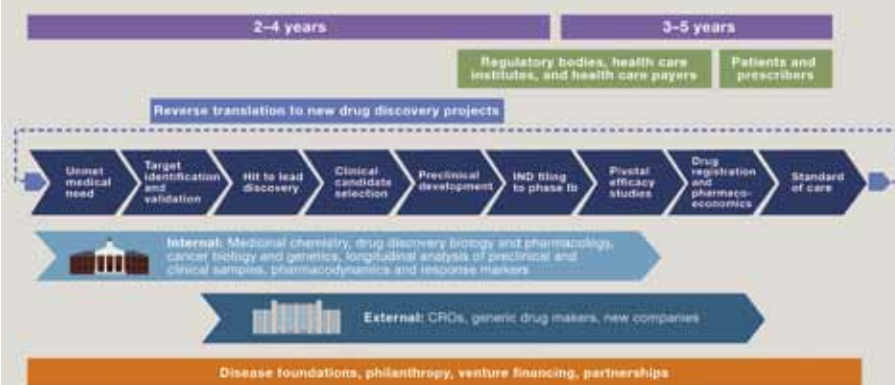 2–4 years
3–5 years
Regulatory bodies, health care
institutes, and health care payers
Patients and
prescribers
Reverse translation to new drug discovery projects
Unmet
medical
need
Target
identification
and
validation
Hit to lead
discovery
Clinical
candidate
selection
Preclinical
development
IND filing
to phase Ib
Pivotal
efficacy
studies
Drug
registration
and
pharmaco-
economics
Standard
of care
Internal: Medicinal chemistry, drug discovery biology and pharmacology,
cancer biology and genetics, longitudinal analysis of preclinical and
clinical samples, pharmacodynamics and response markers
External: CROs, generic drug makers, new companies
Disease foundations, philanthropy, venture financing, partnerships